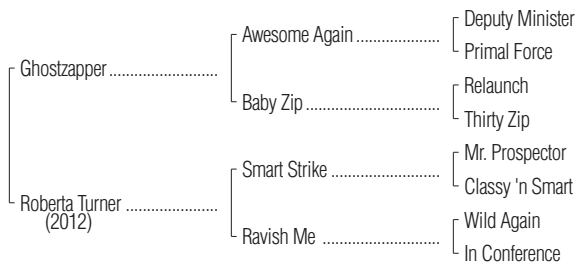 Deputy Minister
Awesome Again ....................
Primal Force
Ghostzapper ..........................
Relaunch
Baby Zip ................................
Thirty Zip
Mr. Prospector
Smart Strike ..........................
Classy 'n Smart
Roberta Turner ......................
(2012)
Wild Again
Ravish Me ............................
In Conference